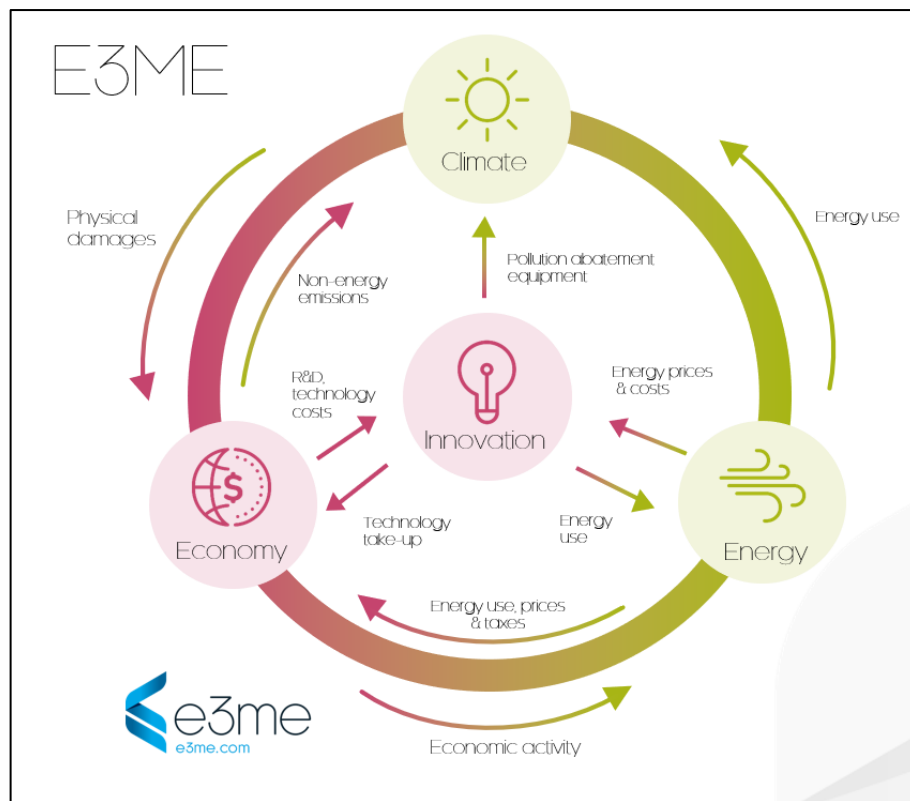 E3ME
Climate
Physical
damages
Energy use
Non-energy
emissions
Pollution abatement
equipment
R&D,
technology
costs
Energy prices
& costs
Innovation
$
Economy
Technology
take-up
Energy
use
Energy
Energy use, prices
& taxes
Economic activity
e3me
e3me.com